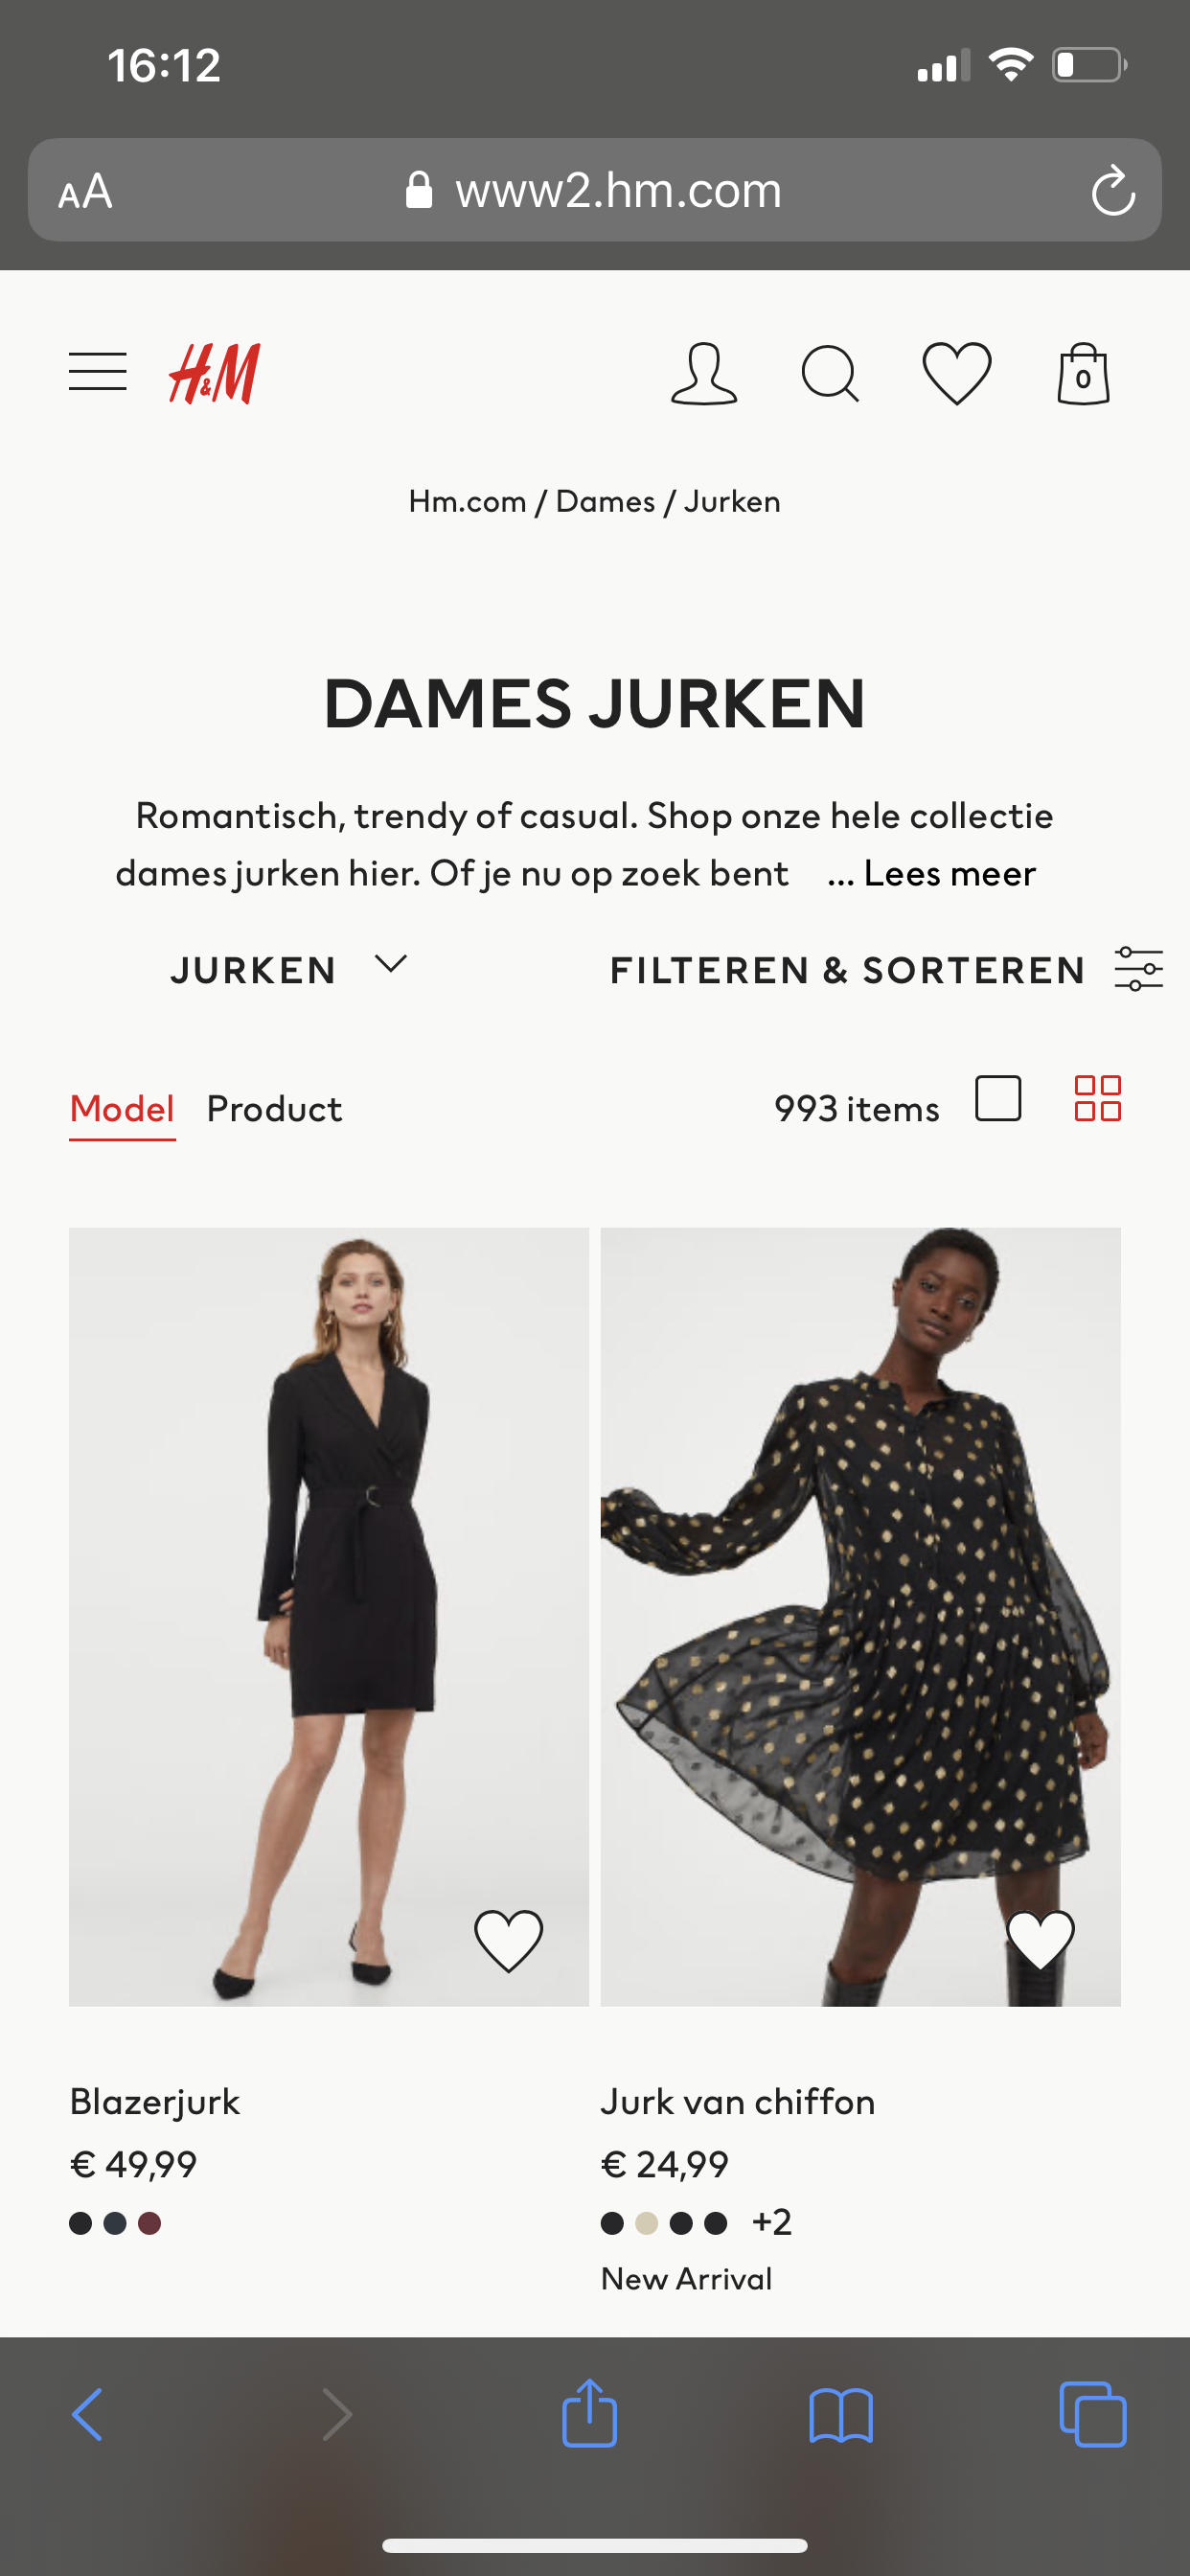 16:12
AA
www2.hm.com
H&M
0
Hm.com / Dames / Jurken
DAMES JURKEN
Romantisch, trendy of casual. Shop onze hele collectie
dames jurken hier. Of je nu op zoek bent ... Lees meer
JURKEN
FILTEREN & SORTEREN
Model Product
993 items
Blazerjurk
€ 49,99
Jurk van chiffon
€ 24,99
+2
New Arrival